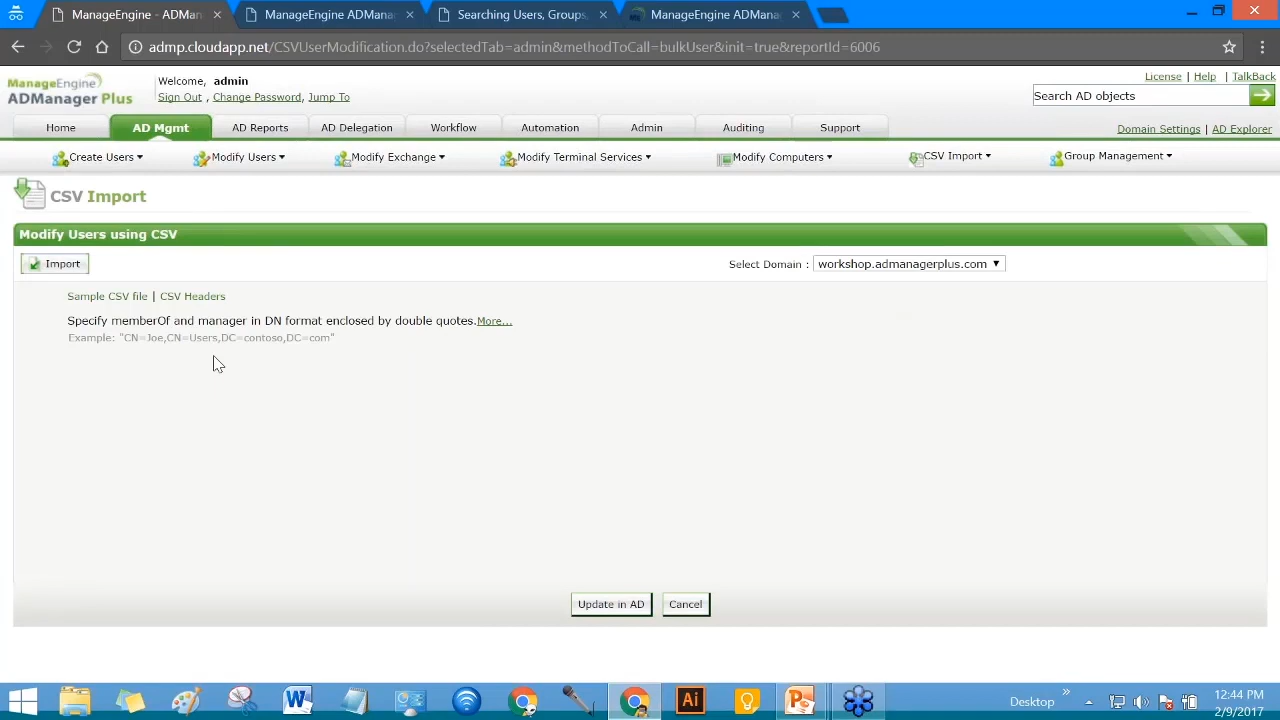 ManageEngine - ADMan
ManageEngine ADMana
Searching Users, Groups,
ManageEngine ADMana
admp.cloudapp.net/CSVUserModification.do?selectedTab=admin&methodToCall=bulkUser&init=true&reportId=6006
ManageEngine
ADManager Plus
Welcome, admin
Sign Out , Change Password, Jump To
License | Help | TalkBack
Search AD objects
Home AD Mgmt AD Reports AD Delegation Workflow Automation Admin Auditing Support
Domain Settings | AD Explorer
Create Users Modify Users Modify Exchange Modify Terminal Services Modify Computers CSV Import Group Management
CSV Import
Modify Users using CSV
Import
Select Domain : workshop.admanagerplus.com
Sample CSV file | CSV Headers
Specify memberOf and manager in DN format enclosed by double quotes.More...
Example: "CN=Joe,CN=Users,DC=contoso,DC=com"
Update in AD Cancel
Desktop
12:44 PM
2/9/2017
W
Ai
P